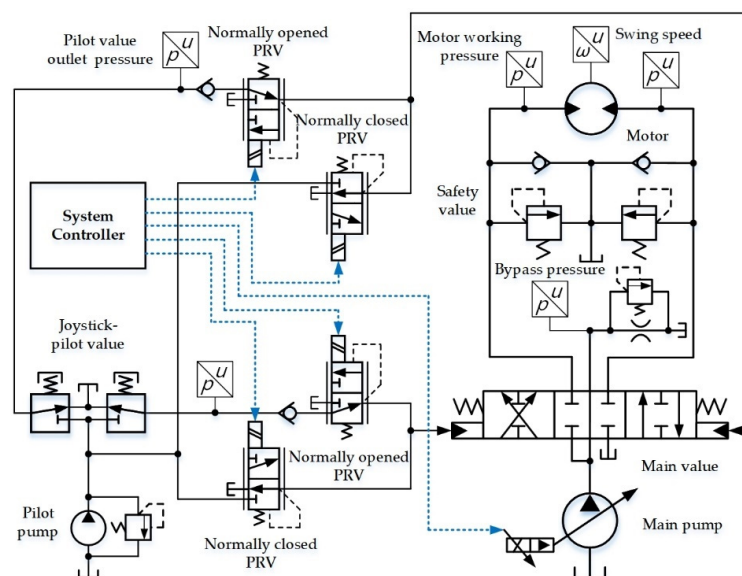 Pilot value
outlet pressure
p u
Normally opened
PRV
Motor working
pressure
p u
ω u
Swing speed
p u
Normally closed
PRV
Motor
System
Controller
Safety
value
Bypass pressure
p u
Joystick-
pilot value
p u
Normally opened
PRV
Main value
Pilot
pump
Normally closed
PRV
Main pump